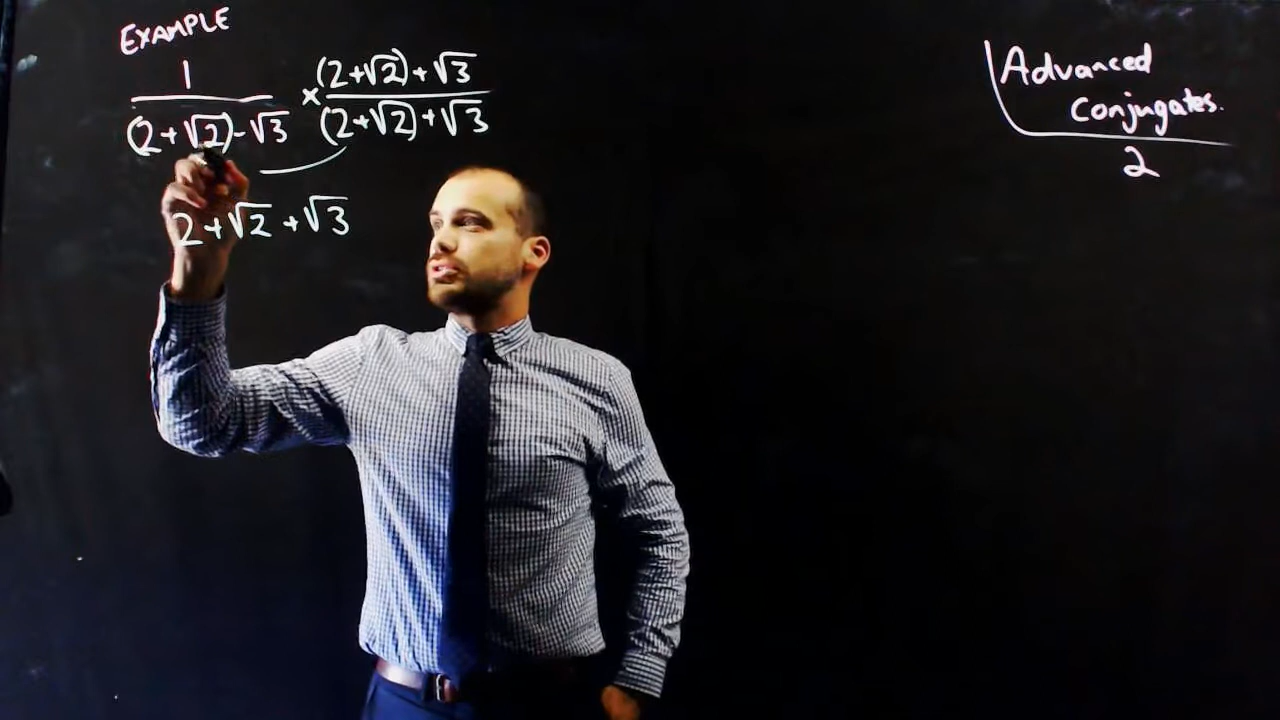 EXAMPLE
1 × (2+√2)+√3
(2+√2)-√3 (2+√2)+√3
2+√2+√3
Advanced
Conjugates.
2